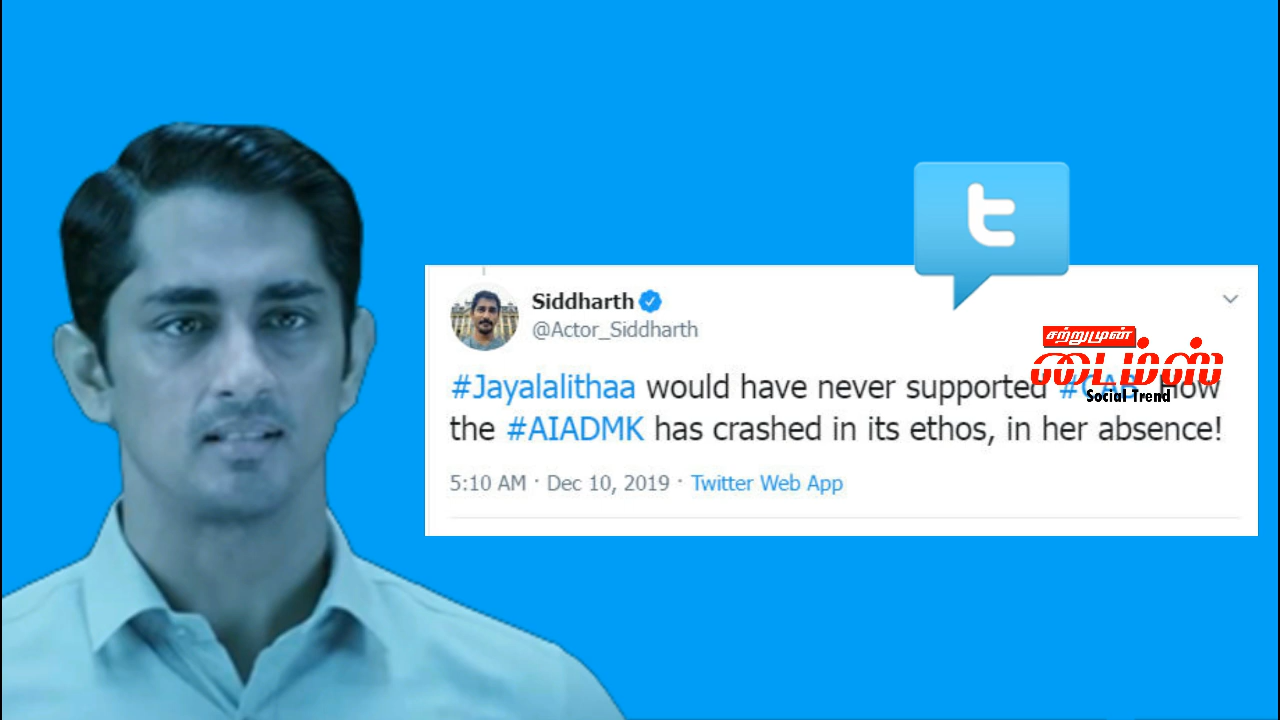 t
Siddharth
@Actor_Siddharth
சற்றுமுன்
டைம்ஸ்
Social Trend
#Jayalalithaa would have never supported #CAB. How
the #AIADMK has crashed in its ethos, in her absence!
5:10 AM · Dec 10, 2019 · Twitter Web App